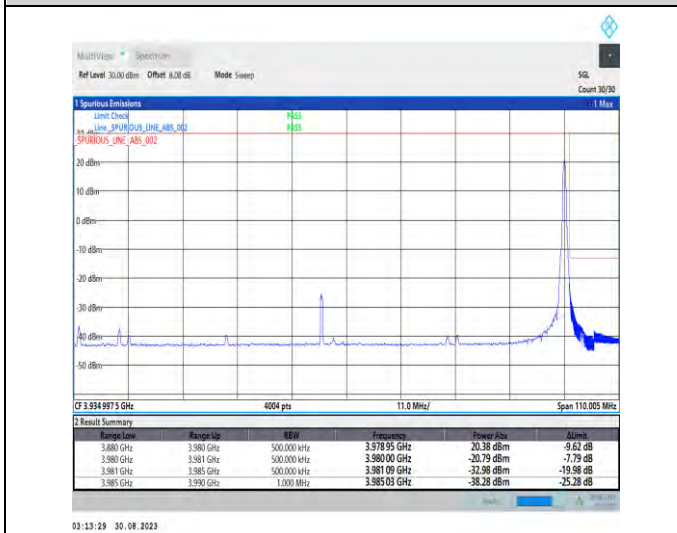 MultiView Spectrum
Ref Level 30.00 dBm Offset 8.08 dB Mode Sweep SGL
Count 30/30
1 Spurious Emissions 1 Max
Limit Check PASS
Line _SPURIOUS_LINE_ABS_002 PASS
_SPURIOUS_LINE_ABS_002
20 dBm
10 dBm
0 dBm
-10 dBm
-20 dBm
-30 dBm
-40 dBm
-50 dBm
CF 3.934 997 5 GHz 4004 pts 11.0 MHz/ Span 110.005 MHz
2 Result Summary
Range Low Range Up RBW Frequency Power Abs ΔLimit
3.880 GHz 3.980 GHz 500.000 kHz 3.978 95 GHz 20.38 dBm -9.62 dB
3.980 GHz 3.981 GHz 500.000 kHz 3.980 00 GHz -20.79 dBm -7.79 dB
3.981 GHz 3.985 GHz 500.000 kHz 3.981 09 GHz -32.98 dBm -19.98 dB
3.985 GHz 3.990 GHz 1.000 MHz 3.985 03 GHz -38.28 dBm -25.28 dB
03:13:29 30.08.2023